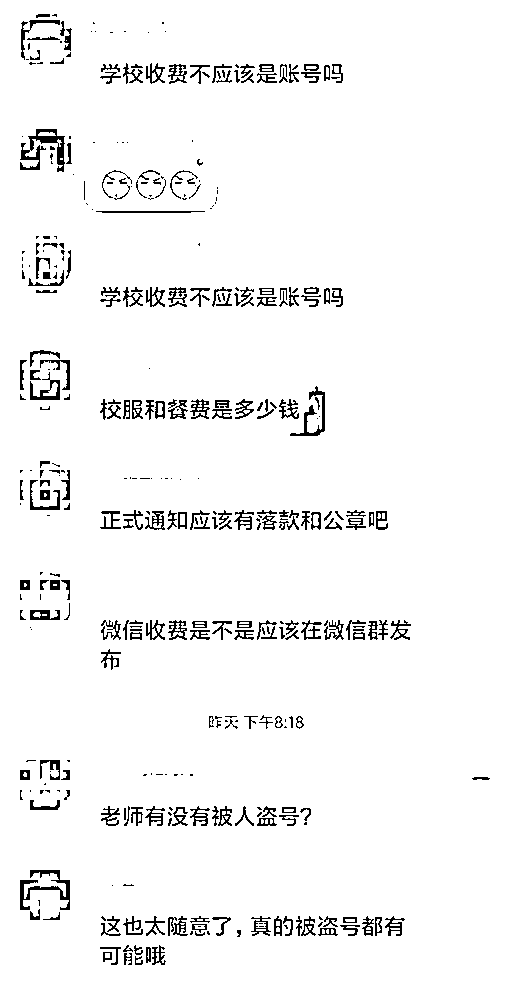 学校收费不应该是账号吗
学校收费不应该是账号吗
校服和餐费是多少钱
正式通知应该有落款和公章吧
微信收费是不是应该在微信群发
布
昨天 下午8:18
老师有没有被人盗号？
这也太随意了，真的被盗号都有
可能哦